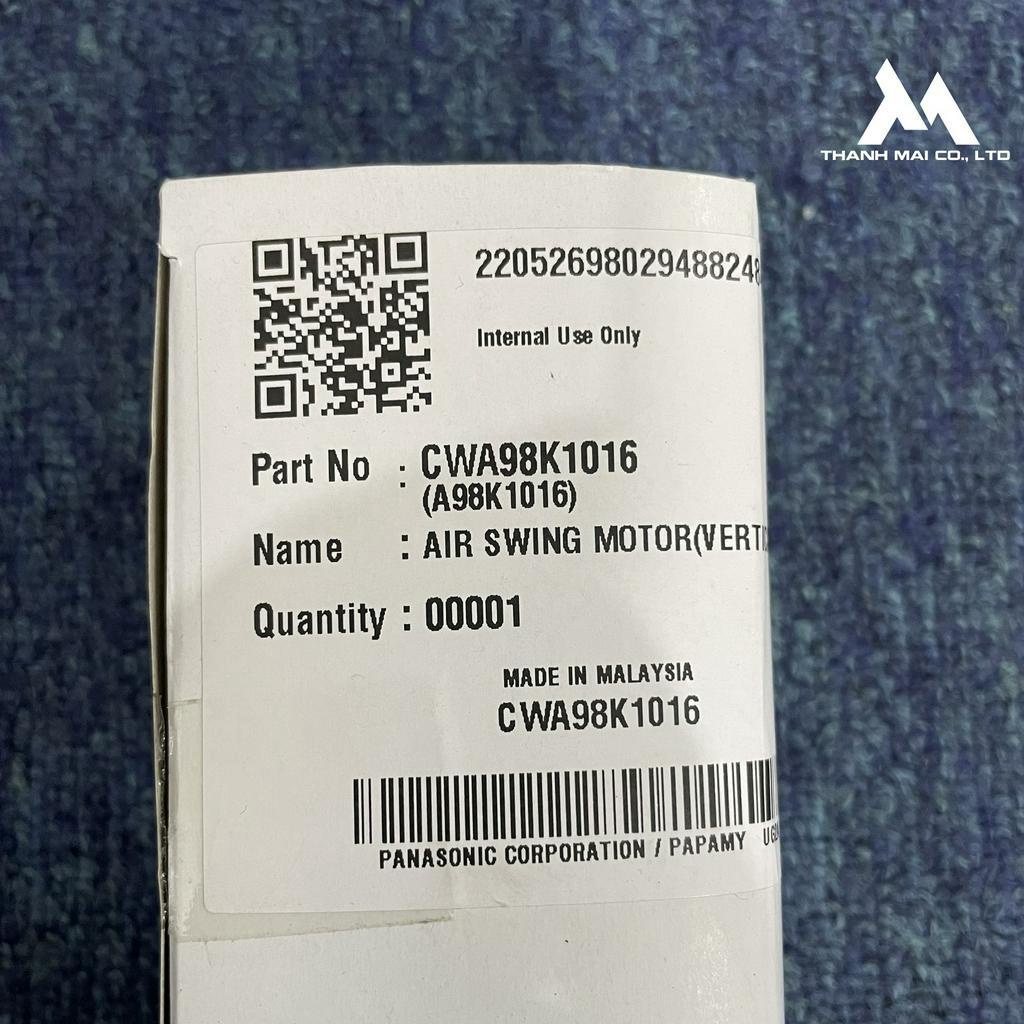 THANH MAI CO., LTD
22052698029488248
Internal Use Only
Part No : CWA98K1016
(A98K1016)
Name : AIR SWING MOTOR(VERTI
Quantity : 00001
MADE IN MALAYSIA
CWA98K1016
PANASONIC CORPORATION / PAPAMY